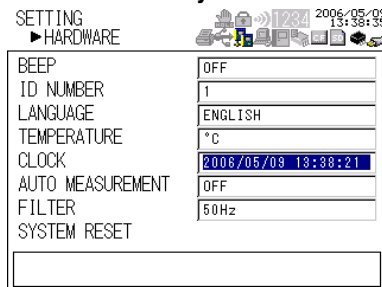 SETTING
▶HARDWARE
1234
2006/05/09
13:38:39
BEEP OFF
ID NUMBER 1
LANGUAGE ENGLISH
TEMPERATURE °C
CLOCK 2006/05/09 13:38:21
AUTO MEASUREMENT OFF
FILTER 50Hz
SYSTEM RESET